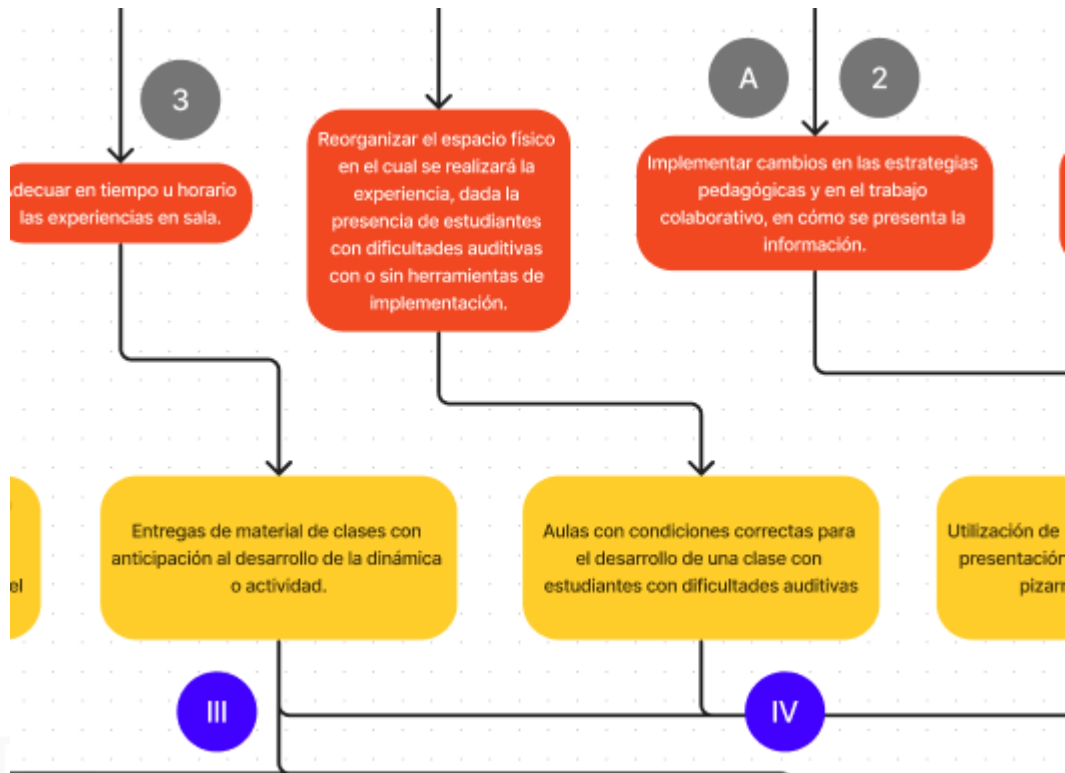 3
A
2
decuar en tiempo u horario
las experiencias en sala.
Reorganizar el espacio físico
en el cual se realizará la
experiencia, dada la
presencia de estudiantes
con dificultades auditivas
con o sin herramientas de
implementación.
Implementar cambios en las estrategias
pedagógicas y en el trabajo
colaborativo, en cómo se presenta la
información.
el
Entregas de material de clases con
anticipación al desarrollo de la dinámica
o actividad.
Aulas con condiciones correctas para
el desarrollo de una clase con
estudiantes con dificultades auditivas
Utilización de
presentación
pizarr
III
IV